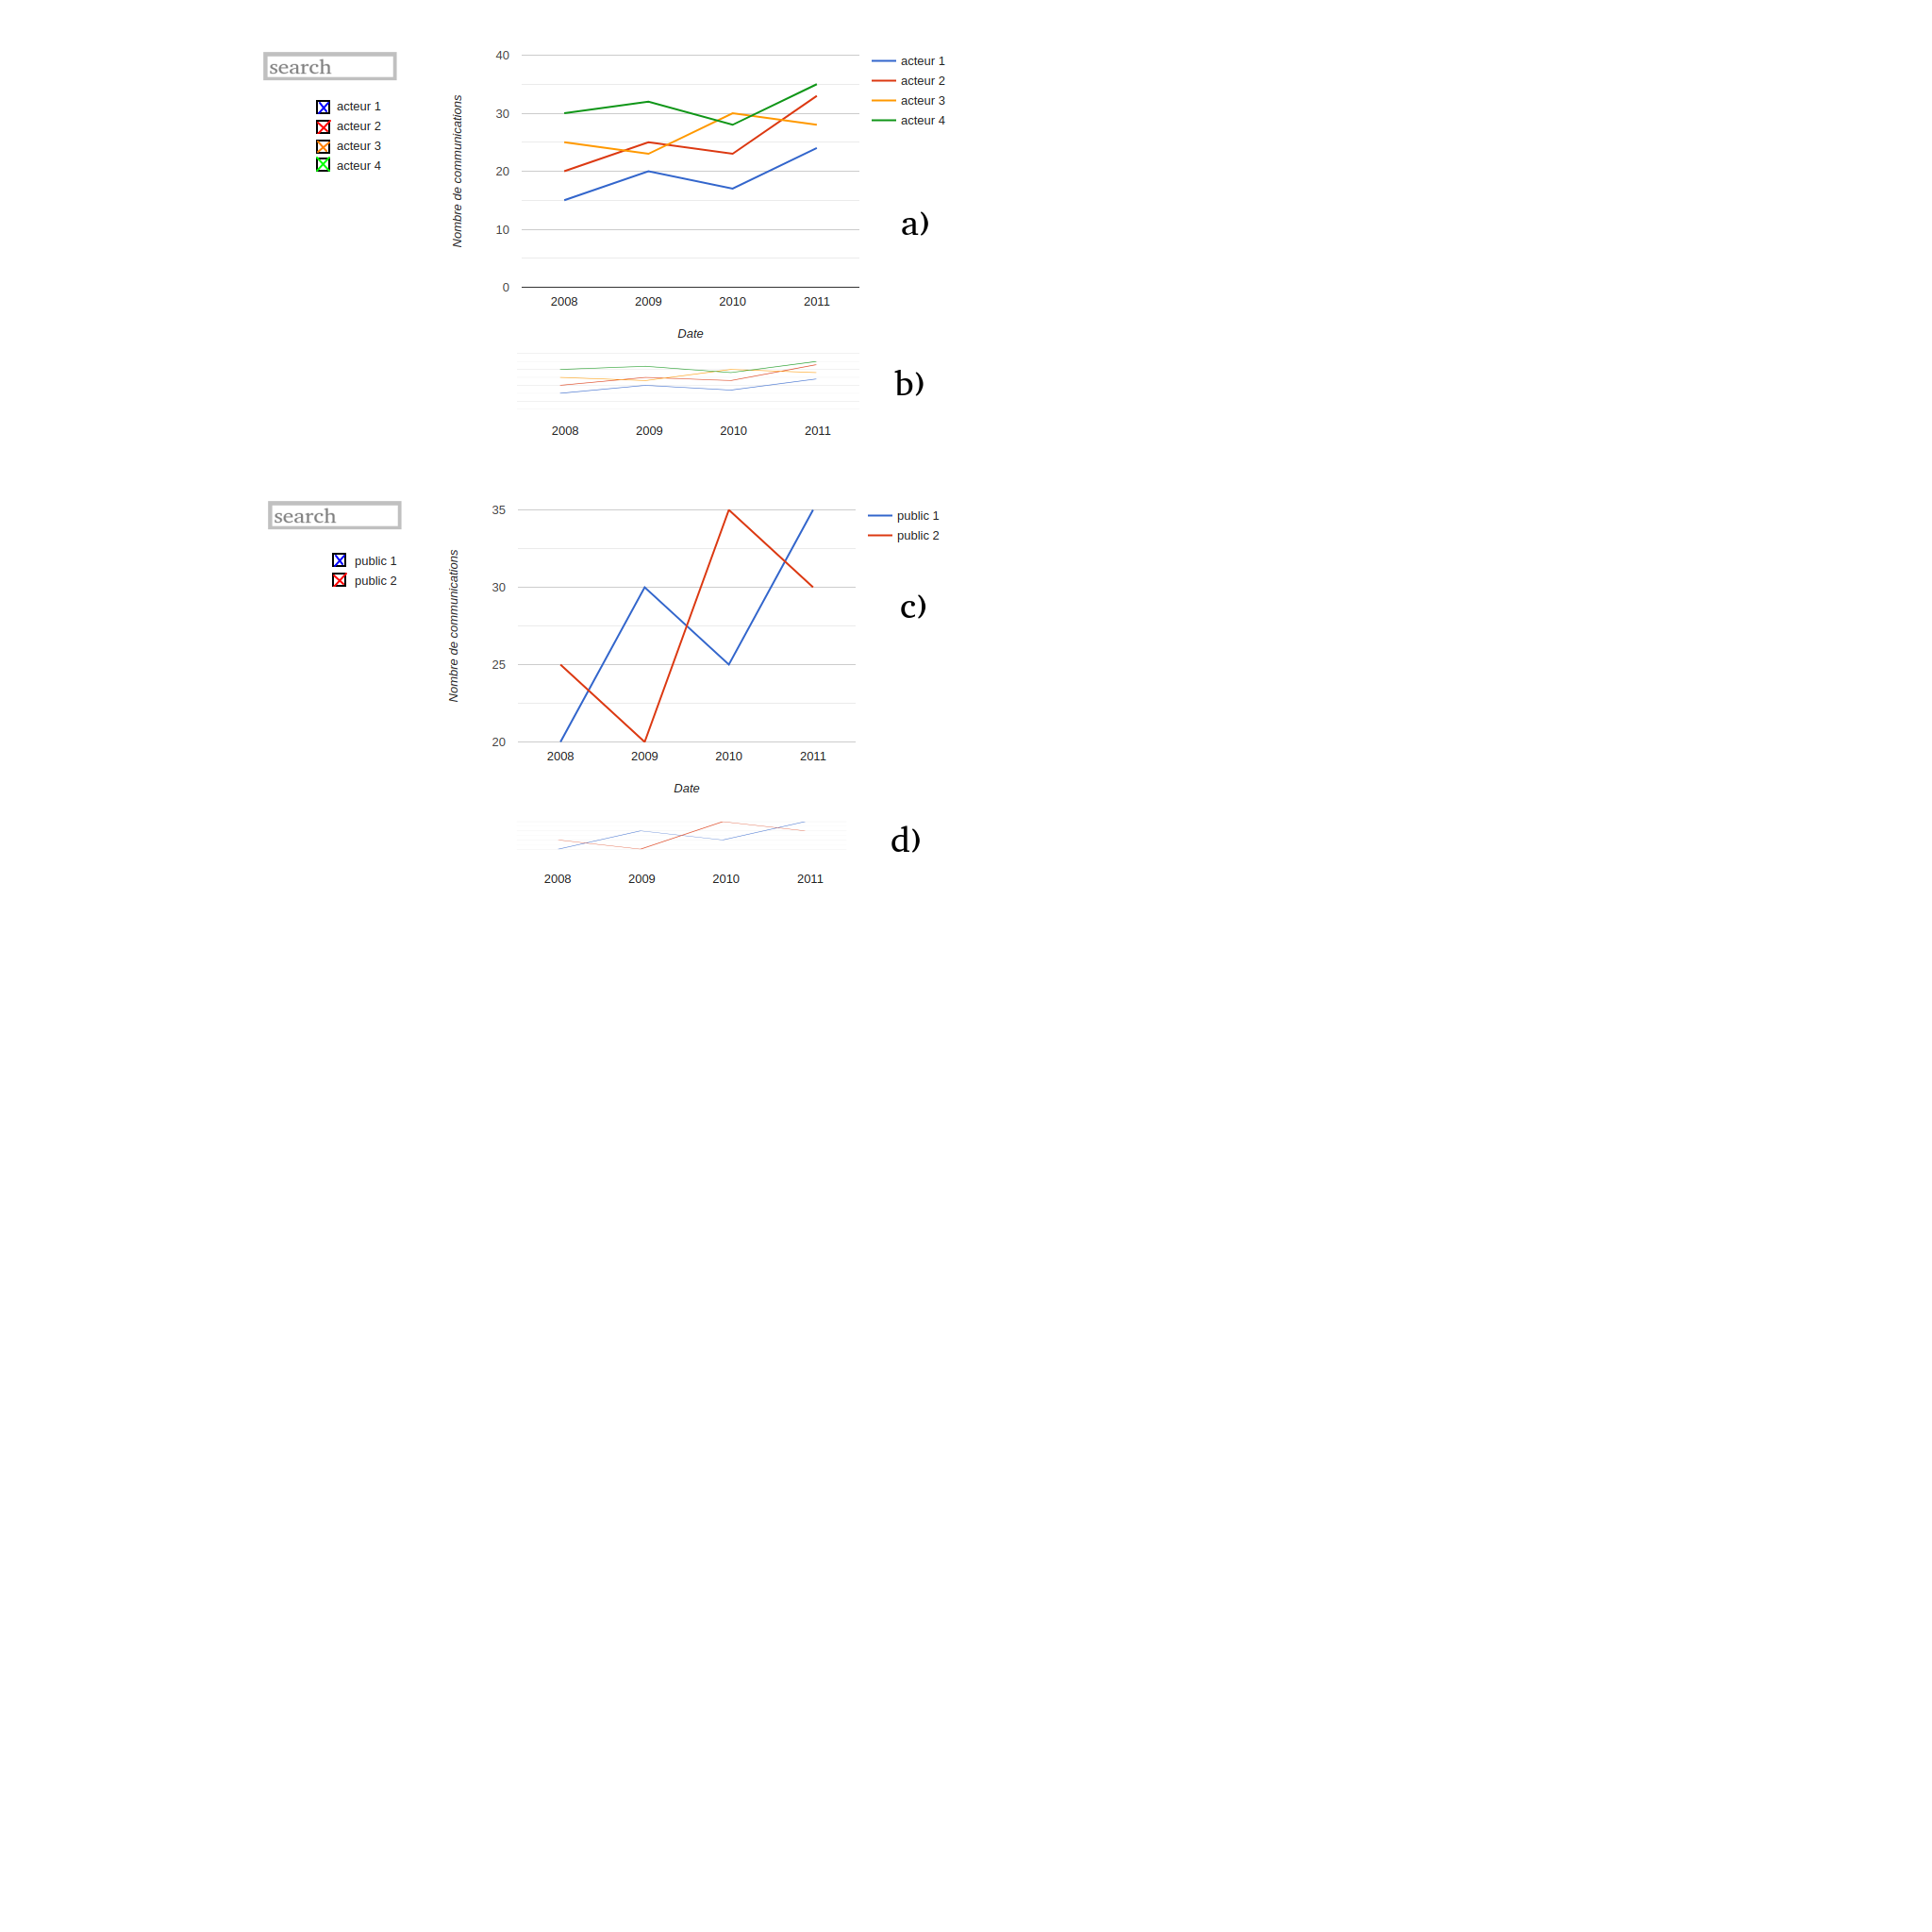 search
acteur 1
acteur 2
acteur 3
acteur 4
Nombre de communications
40
30
20
10
0
2008 2009 2010 2011
Date
acteur 1
acteur 2
acteur 3
acteur 4
a)
2008 2009 2010 2011
b)
search
public 1
public 2
Nombre de communications
35
30
25
20
2008 2009 2010 2011
Date
public 1
public 2
c)
2008 2009 2010 2011
d)